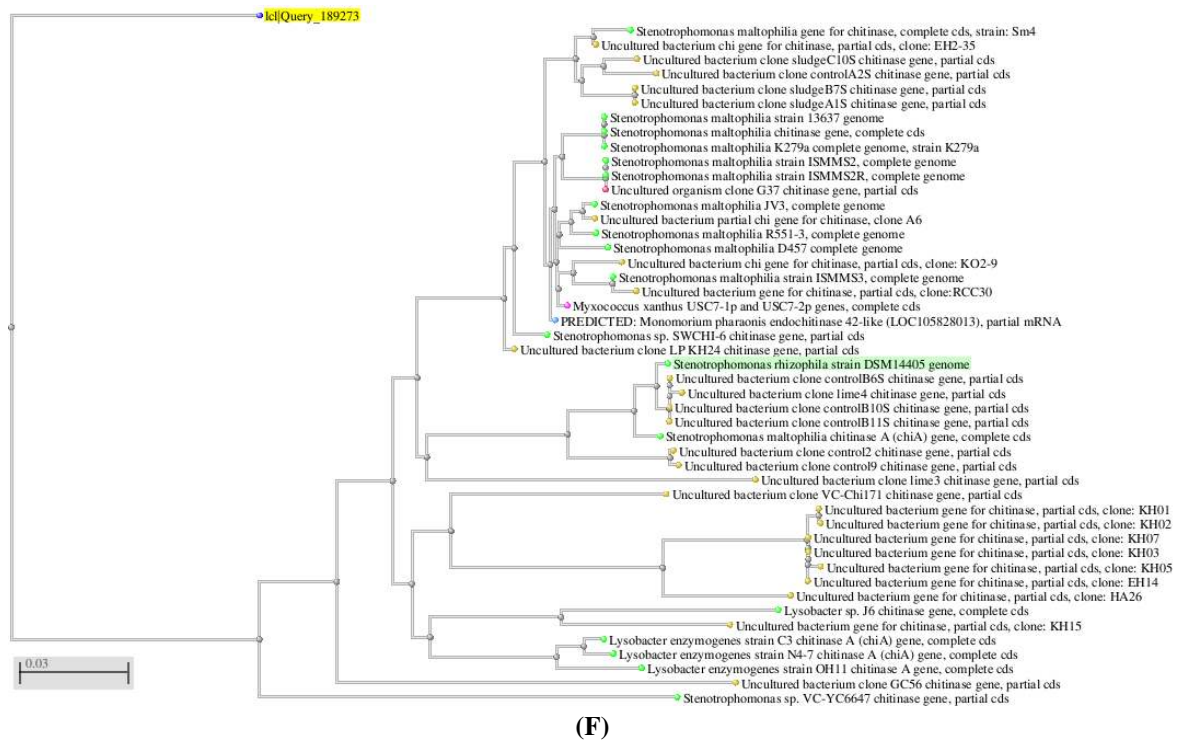 lcl|Query_189273
Stenotrophomonas maltophilia gene for chitinase, complete cds, strain: Sm4
Uncultured bacterium chi gene for chitinase, partial cds, clone: EH2-35
Uncultured bacterium clone sludgeC10S chitinase gene, partial cds
Uncultured bacterium clone controlA2S chitinase gene, partial cds
Uncultured bacterium clone sludgeB7S chitinase gene, partial cds
Uncultured bacterium clone sludgeA1S chitinase gene, partial cds
Stenotrophomonas maltophilia strain 13637 genome
Stenotrophomonas maltophilia chitinase gene, complete cds
Stenotrophomonas maltophilia K279a complete genome, strain K279a
Stenotrophomonas maltophilia strain ISMMS2, complete genome
Stenotrophomonas maltophilia strain ISMMS2R, complete genome
Uncultured organism clone G37 chitinase gene, partial cds
Stenotrophomonas maltophilia JV3, complete genome
Uncultured bacterium partial chi gene for chitinase, clone A6
Stenotrophomonas maltophilia R551-3, complete genome
Stenotrophomonas maltophilia D457 complete genome
Uncultured bacterium chi gene for chitinase, partial cds, clone: KO2-9
Stenotrophomonas maltophilia strain ISMMS3, complete genome
Uncultured bacterium gene for chitinase, partial cds, clone:RCC30
Myxococcus xanthus USC7-1p and USC7-2p genes, complete cds
PREDICTED: Monomorium pharaonis endochitinase 42-like (LOC105828013), partial mRNA
Stenotrophomonas sp. SWCHI-6 chitinase gene, partial cds
Uncultured bacterium clone LP KH24 chitinase gene, partial cds
Stenotrophomonas rhizophila strain DSM14405 genome
Uncultured bacterium clone controlB6S chitinase gene, partial cds
Uncultured bacterium clone lime4 chitinase gene, partial cds
Uncultured bacterium clone controlB10S chitinase gene, partial cds
Uncultured bacterium clone controlB11S chitinase gene, partial cds
Stenotrophomonas maltophilia chitinase A (chiA) gene, complete cds
Uncultured bacterium clone control2 chitinase gene, partial cds
Uncultured bacterium clone control9 chitinase gene, partial cds
Uncultured bacterium clone lime3 chitinase gene, partial cds
Uncultured bacterium clone VC-Chi171 chitinase gene, partial cds
Uncultured bacterium gene for chitinase, partial cds, clone: KH01
Uncultured bacterium gene for chitinase, partial cds, clone: KH02
Uncultured bacterium gene for chitinase, partial cds, clone: KH07
Uncultured bacterium gene for chitinase, partial cds, clone: KH03
Uncultured bacterium gene for chitinase, partial cds, clone: KH05
Uncultured bacterium gene for chitinase, partial cds, clone: EH14
Uncultured bacterium gene for chitinase, partial cds, clone: HA26
Lysobacter sp. J6 chitinase gene, complete cds
Uncultured bacterium gene for chitinase, partial cds, clone: KH15
Lysobacter enzymogenes strain C3 chitinase A (chiA) gene, complete cds
Lysobacter enzymogenes strain N4-7 chitinase A (chiA) gene, complete cds
Lysobacter enzymogenes strain OH11 chitinase A gene, complete cds
0.03
Uncultured bacterium clone GC56 chitinase gene, partial cds
Stenotrophomonas sp. VC-YC6647 chitinase gene, partial cds
(F)